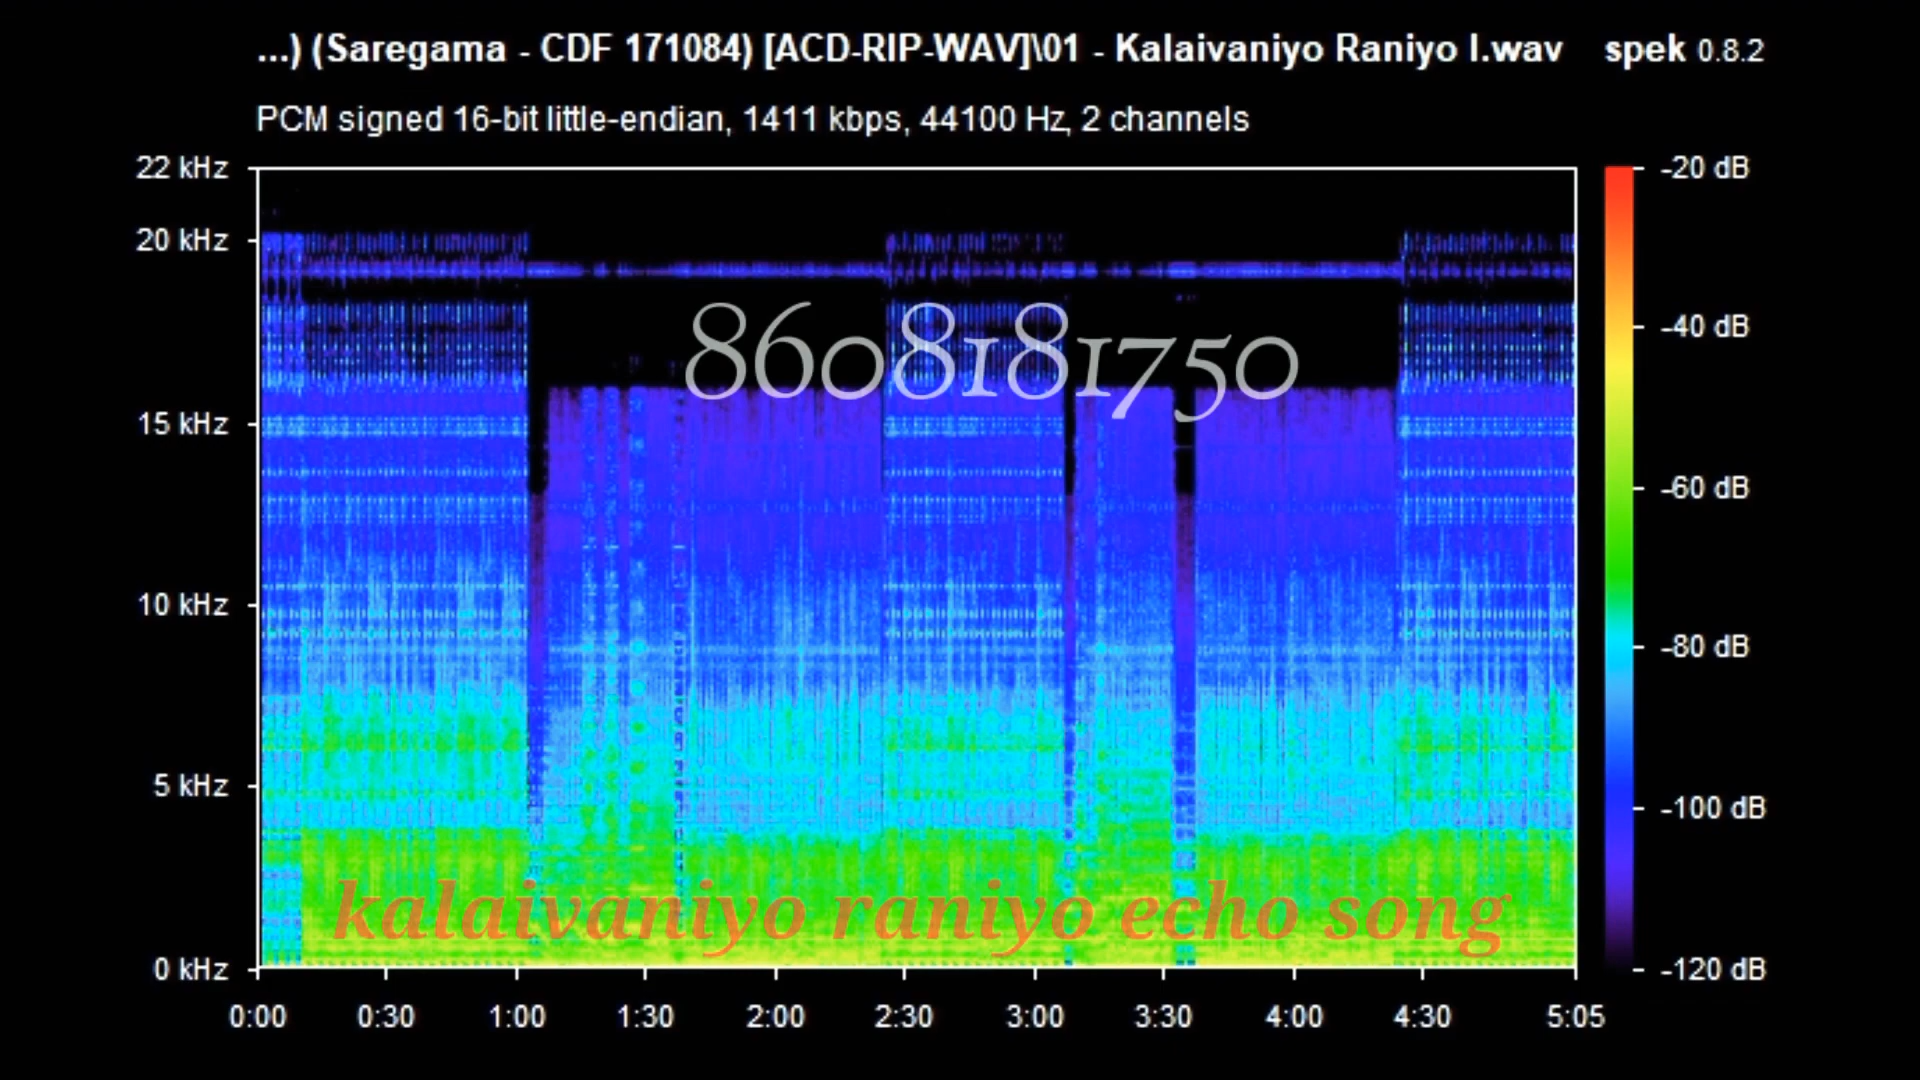 ...) (Saregama - CDF 171084) [ACD-RIP-WAV]\01 - Kalaivaniyo Raniyo I.wav spek 0.8.2
PCM signed 16-bit little-endian, 1411 kbps, 44100 Hz, 2 channels
22 kHz
20 kHz
15 kHz
10 kHz
5 kHz
0 kHz
8608181750
kalaivaniyo raniyo echo song
-20 dB
-40 dB
-60 dB
-80 dB
-100 dB
-120 dB
0:00 0:30 1:00 1:30 2:00 2:30 3:00 3:30 4:00 4:30 5:05